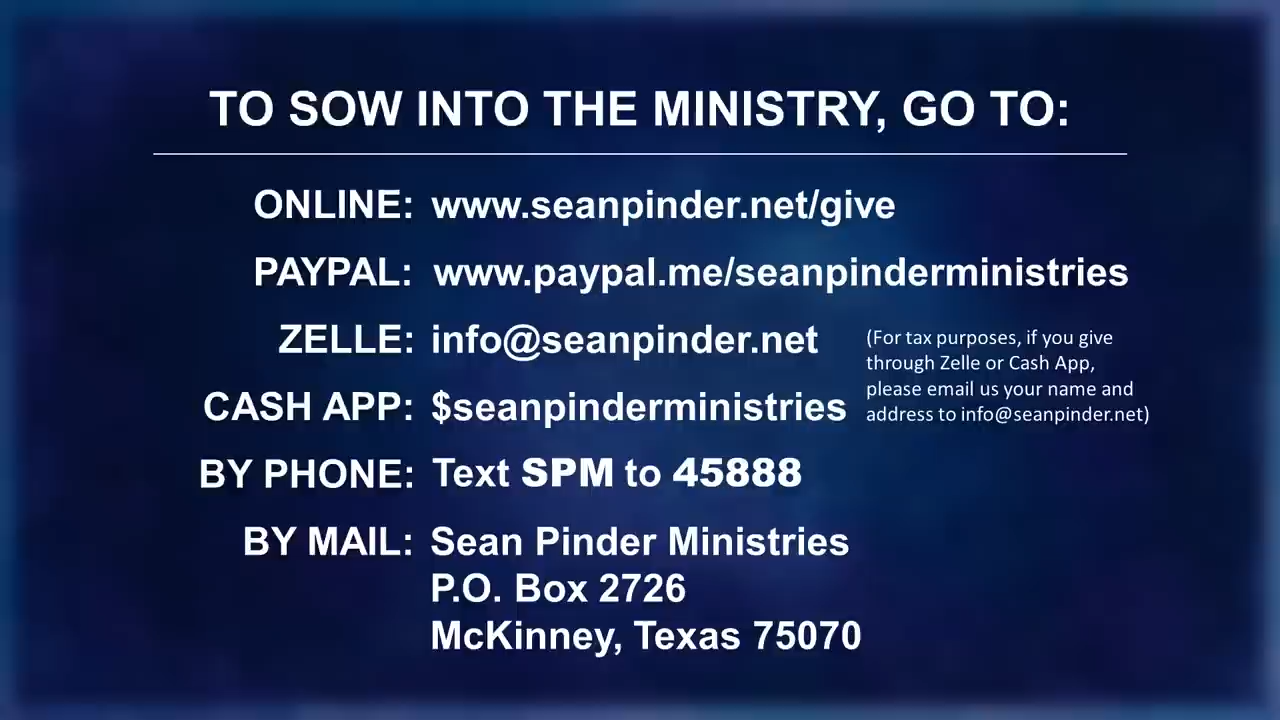 TO SOW INTO THE MINISTRY, GO TO:
ONLINE: www.seanpinder.net/give
PAYPAL: www.paypal.me/seanpinderministries
ZELLE: info@seanpinder.net
CASH APP: $seanpinderministries
(For tax purposes, if you give
through Zelle or Cash App,
please email us your name and
address to info@seanpinder.net)
BY PHONE: Text SPM to 45888
BY MAIL: Sean Pinder Ministries
P.O. Box 2726
McKinney, Texas 75070